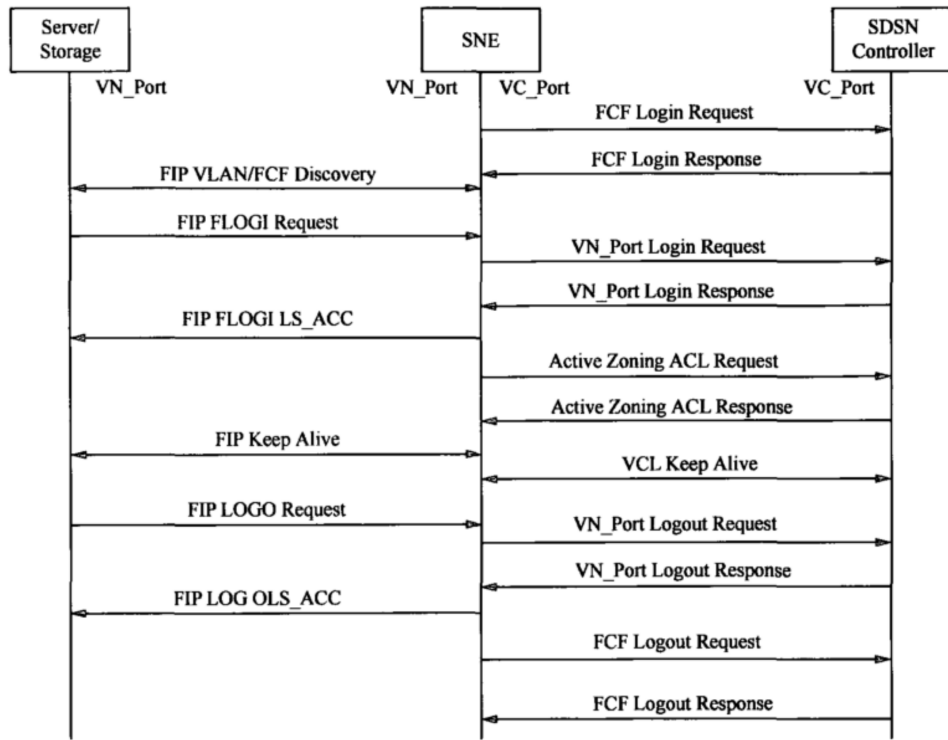 Server/
Storage
SNE
SDSN
Controller
VN_Port
VN_Port
VC_Port
VC_Port
FCF Login Request
FCF Login Response
FIP VLAN/FCF Discovery
FIP FLOGI Request
VN_Port Login Request
VN_Port Login Response
FIP FLOGI LS_ACC
Active Zoning ACL Request
Active Zoning ACL Response
FIP Keep Alive
VCL Keep Alive
FIP LOGO Request
VN_Port Logout Request
VN_Port Logout Response
FIP LOG OLS_ACC
FCF Logout Request
FCF Logout Response